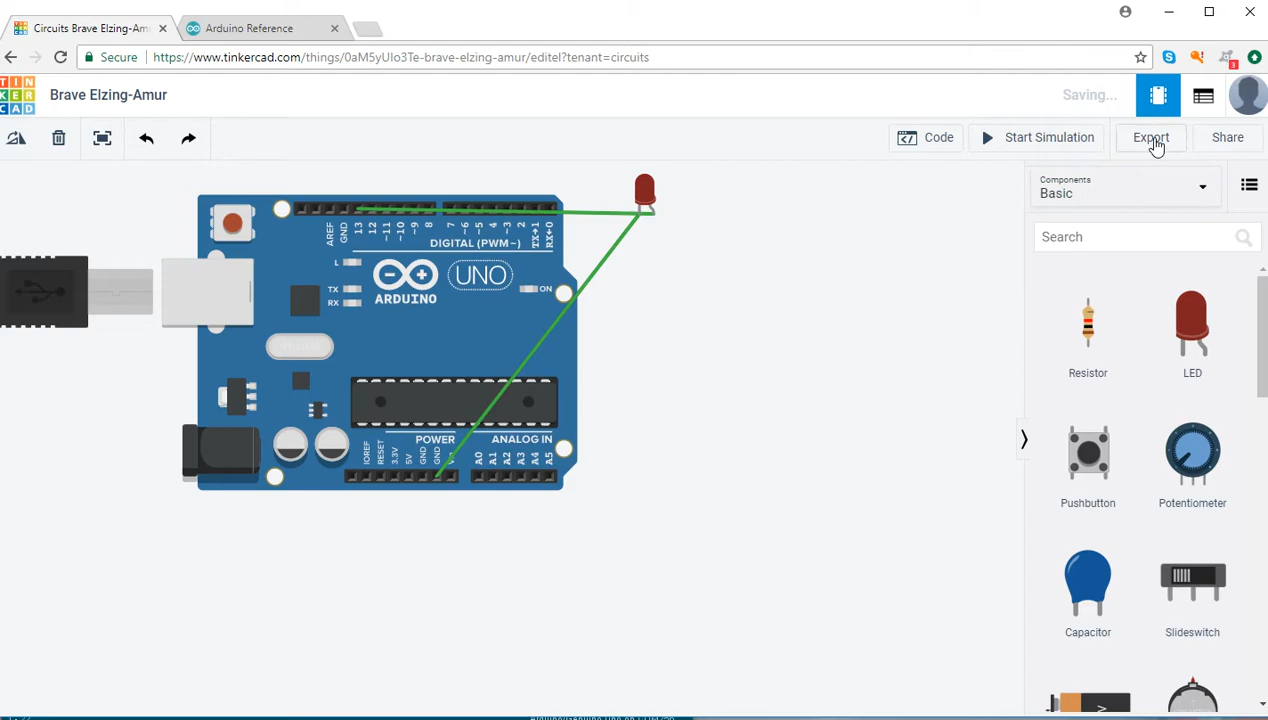 Circuits Brave Elzing-Amu
Arduino Reference
Secure
https://www.tinkercad.com/things/0aM5yUIo3Te-brave-elzing-amur/editel?tenant=circuits
3
TIN
KER
CAD
Brave Elzing-Amur
Saving...
Code
Start Simulation
Export
Share
Components
Basic
Search
AREF
GND
13
12
~11
~10
~9
8
7
~6
~5
4
~3
2
TX→1
RX←0
DIGITAL (PWM~)
L
TX
RX
ARDUINO
UNO
ON
POWER
ANALOG IN
IOREF
RESET
3.3V
5V
GND
GND
A0
A1
A2
A3
A4
A5
Resistor
LED
Pushbutton
Potentiometer
Capacitor
Slideswitch